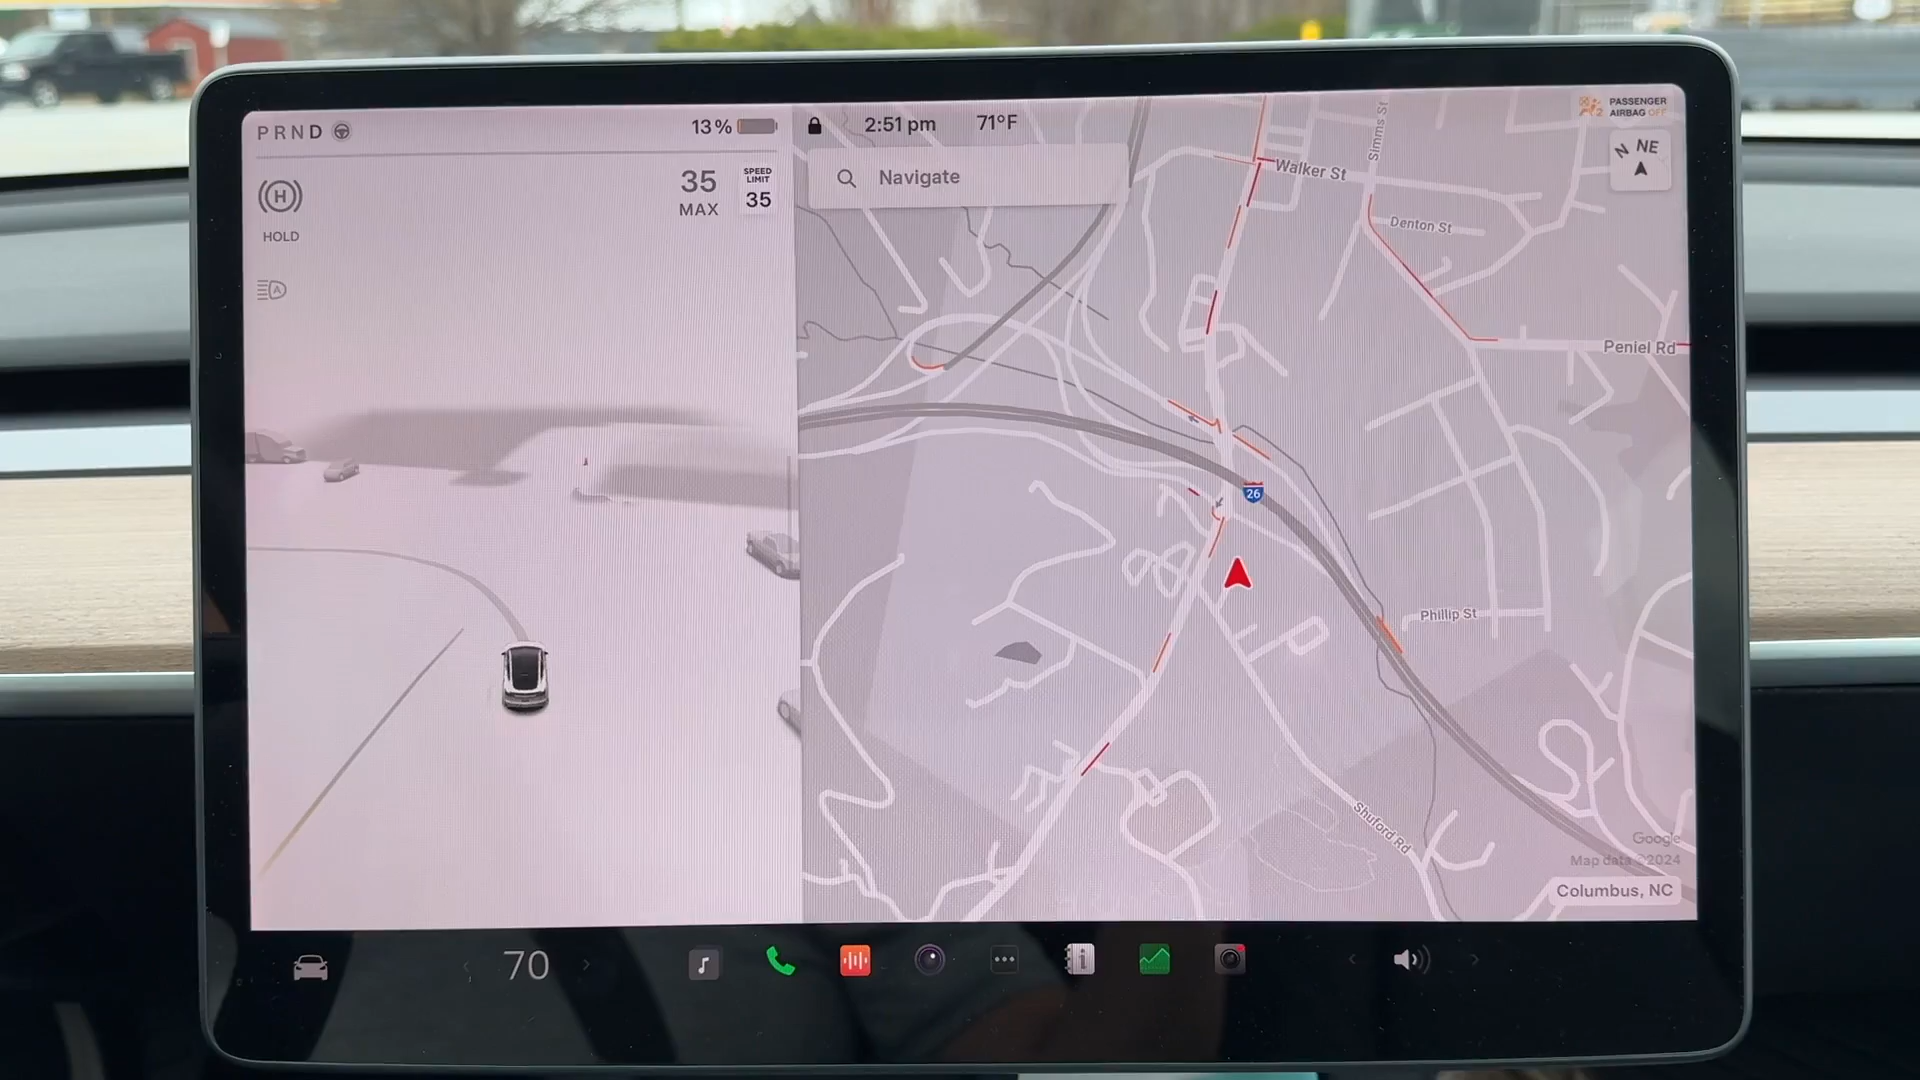 PRND
13%
2:51 pm
71°F
PASSENGER
AIRBAG OFF
H
HOLD
A
35
MAX
SPEED
LIMIT
35
Navigate
N NE
Simms St
Walker St
Denton St
Peniel Rd
26
Phillip St
Shuford Rd
Google
Map data ©2024
Columbus, NC
70